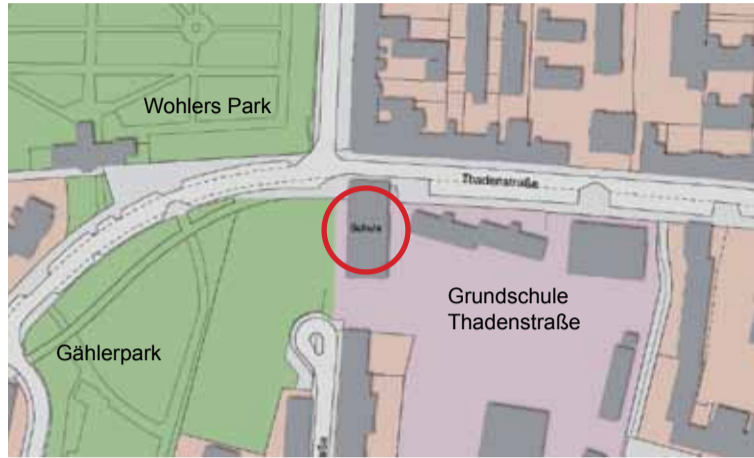 Wohlers Park
Thadenstraße
Schule
Grundschule
Thadenstraße
Gählerpark